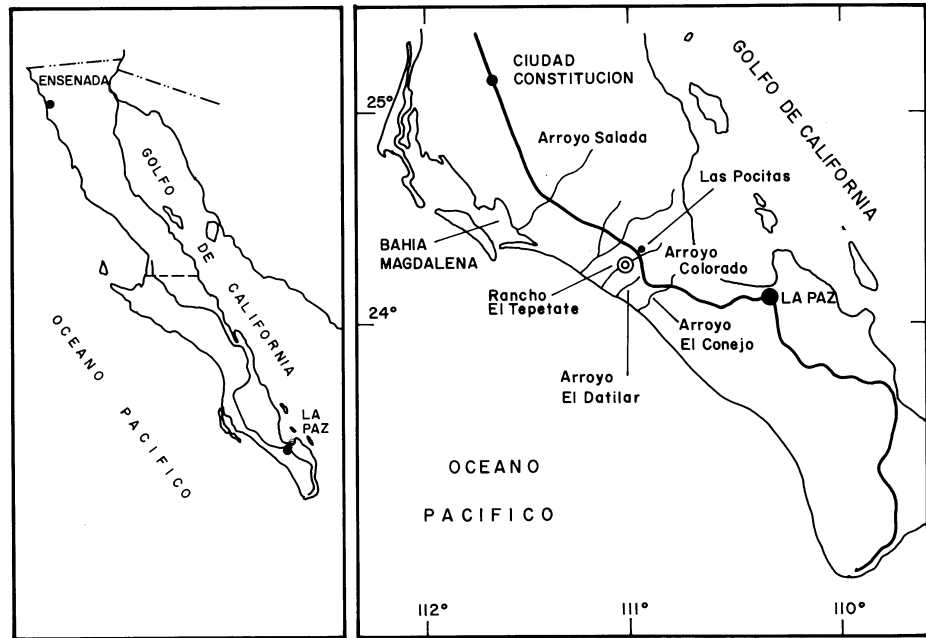 ENSENADA
GOLFO
DE
CALIFORNIA
OCEANO
PACIFICO
LA
PAZ
25°
24°
112°
111°
110°
CIUDAD
CONSTITUCION
GOLFO DE CALIFORNIA
Arroyo Salada
Las Pocitas
BAHIA
MAGDALENA
Arroyo
Colorado
Rancho
El Tepetate
LA PAZ
Arroyo
El Conejo
Arroyo
El Datilar
OCEANO
PACIFICO